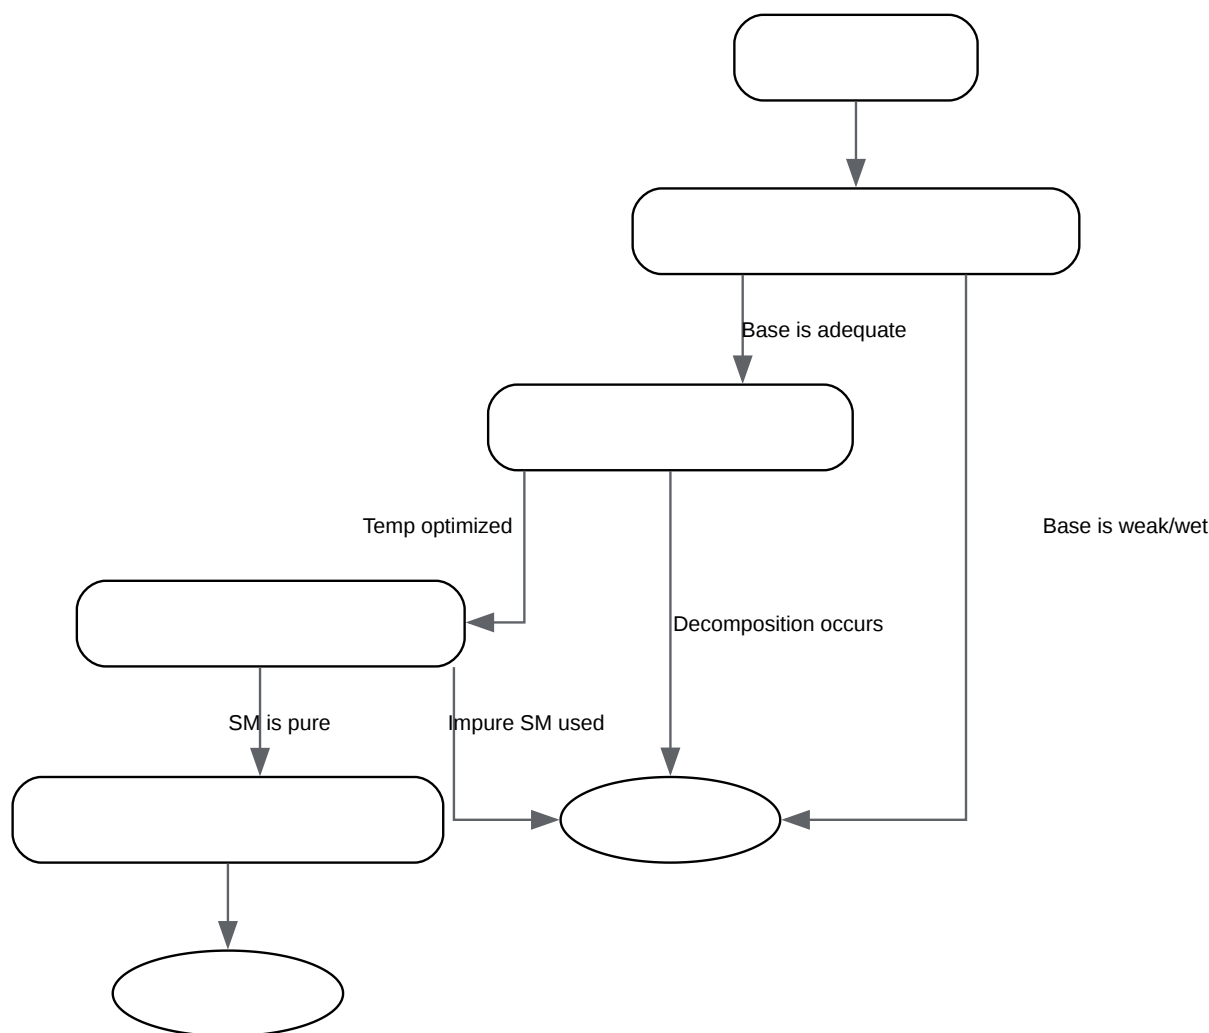 Base is adequate
Temp optimized
Base is weak/wet
Decomposition occurs
SM is pure
Impure SM used